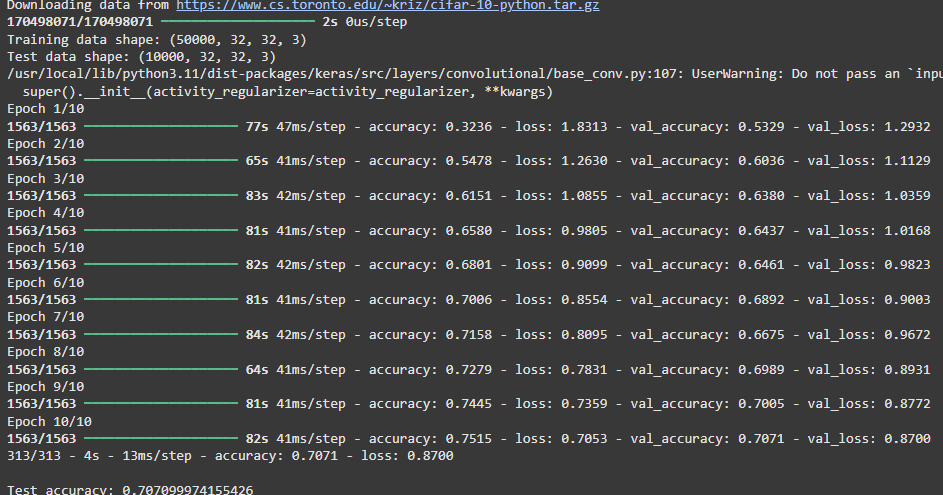 Downloading data from https://www.cs.toronto.edu/~kriz/cifar-10-python.tar.gz
170498071/170498071 ━━━━━━━━━━━━━━━━━━━━ 2s 0us/step
Training data shape: (50000, 32, 32, 3)
Test data shape: (10000, 32, 32, 3)
/usr/local/lib/python3.11/dist-packages/keras/src/layers/convolutional/base_conv.py:107: UserWarning: Do not pass an `inpu
super().__init__(activity_regularizer=activity_regularizer, **kwargs)
Epoch 1/10
1563/1563 ━━━━━━━━━━━━━━━━━━━━ 77s 47ms/step - accuracy: 0.3236 - loss: 1.8313 - val_accuracy: 0.5329 - val_loss: 1.2932
Epoch 2/10
1563/1563 ━━━━━━━━━━━━━━━━━━━━ 65s 41ms/step - accuracy: 0.5478 - loss: 1.2630 - val_accuracy: 0.6036 - val_loss: 1.1129
Epoch 3/10
1563/1563 ━━━━━━━━━━━━━━━━━━━━ 83s 42ms/step - accuracy: 0.6151 - loss: 1.0855 - val_accuracy: 0.6380 - val_loss: 1.0359
Epoch 4/10
1563/1563 ━━━━━━━━━━━━━━━━━━━━ 81s 41ms/step - accuracy: 0.6580 - loss: 0.9805 - val_accuracy: 0.6437 - val_loss: 1.0168
Epoch 5/10
1563/1563 ━━━━━━━━━━━━━━━━━━━━ 82s 42ms/step - accuracy: 0.6801 - loss: 0.9099 - val_accuracy: 0.6461 - val_loss: 0.9823
Epoch 6/10
1563/1563 ━━━━━━━━━━━━━━━━━━━━ 81s 41ms/step - accuracy: 0.7006 - loss: 0.8554 - val_accuracy: 0.6892 - val_loss: 0.9003
Epoch 7/10
1563/1563 ━━━━━━━━━━━━━━━━━━━━ 84s 42ms/step - accuracy: 0.7158 - loss: 0.8095 - val_accuracy: 0.6675 - val_loss: 0.9672
Epoch 8/10
1563/1563 ━━━━━━━━━━━━━━━━━━━━ 64s 41ms/step - accuracy: 0.7279 - loss: 0.7831 - val_accuracy: 0.6989 - val_loss: 0.8931
Epoch 9/10
1563/1563 ━━━━━━━━━━━━━━━━━━━━ 81s 41ms/step - accuracy: 0.7445 - loss: 0.7359 - val_accuracy: 0.7005 - val_loss: 0.8772
Epoch 10/10
1563/1563 ━━━━━━━━━━━━━━━━━━━━ 82s 41ms/step - accuracy: 0.7515 - loss: 0.7053 - val_accuracy: 0.7071 - val_loss: 0.8700
313/313 - 4s - 13ms/step - accuracy: 0.7071 - loss: 0.8700
Test accuracy: 0.707099974155426